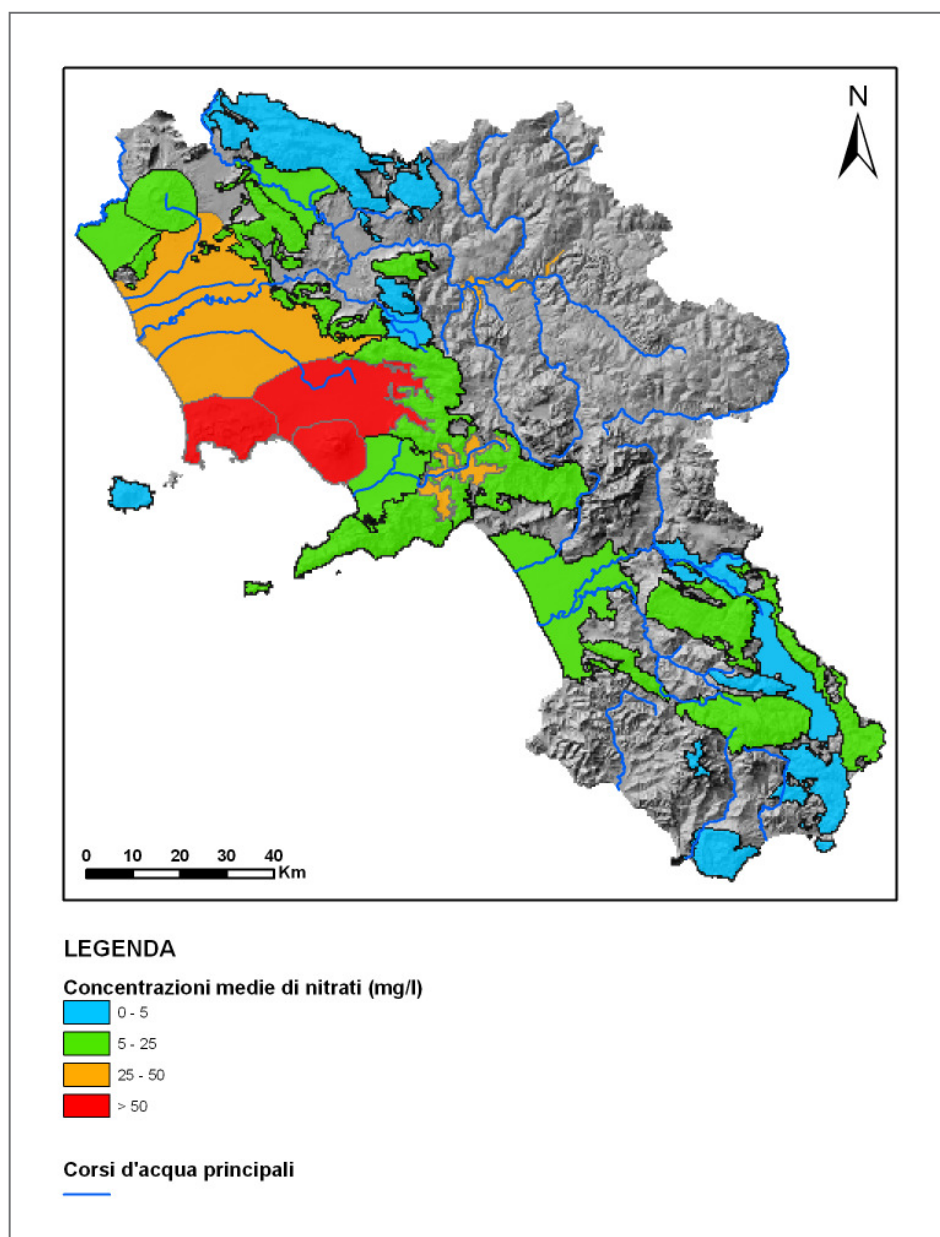 N
0 10 20 30 40
Km
LEGENDA
Concentrazioni medie di nitrati (mg/l)
0 - 5
5 - 25
25 - 50
> 50
Corsi d'acqua principali